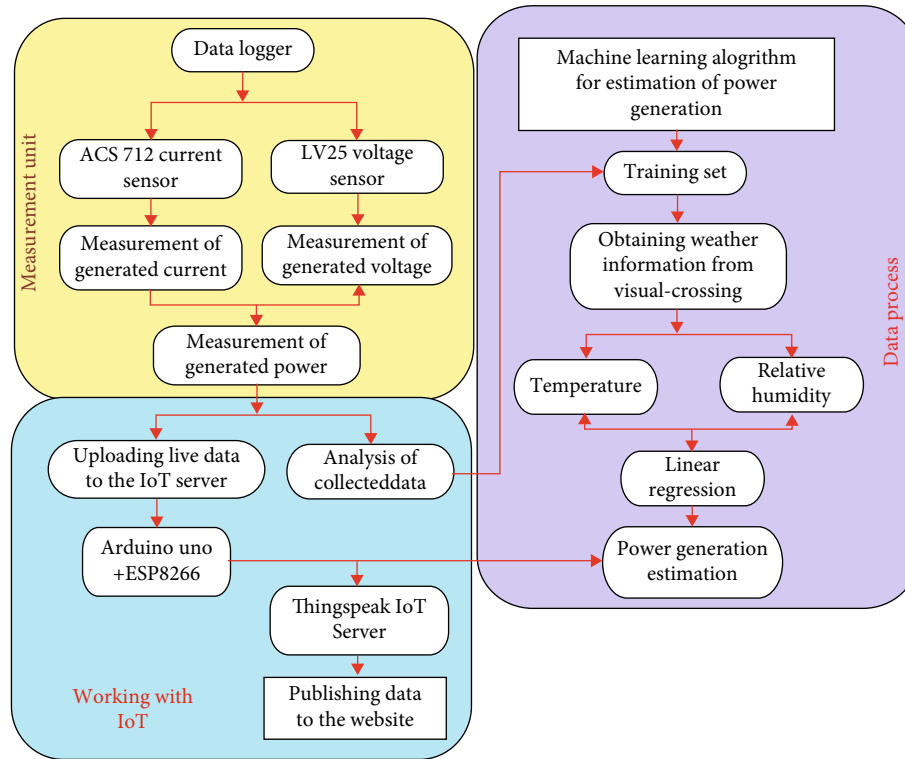 Measurement unit
Data logger
ACS 712 current
sensor
LV25 voltage
sensor
Measurement of
generated current
Measurement of
generated voltage
Measurement of
generated power
Uploading live data
to the IoT server
Analysis of
collecteddata
Arduino uno
+ESP8266
Thingspeak IoT
Server
Publishing data
to the website
Working with
IoT
Machine learning alogrithm
for estimation of power
generation
Training set
Obtaining weather
information from
visual-crossing
Temperature
Relative
humidity
Linear
regression
Power generation
estimation
Data process